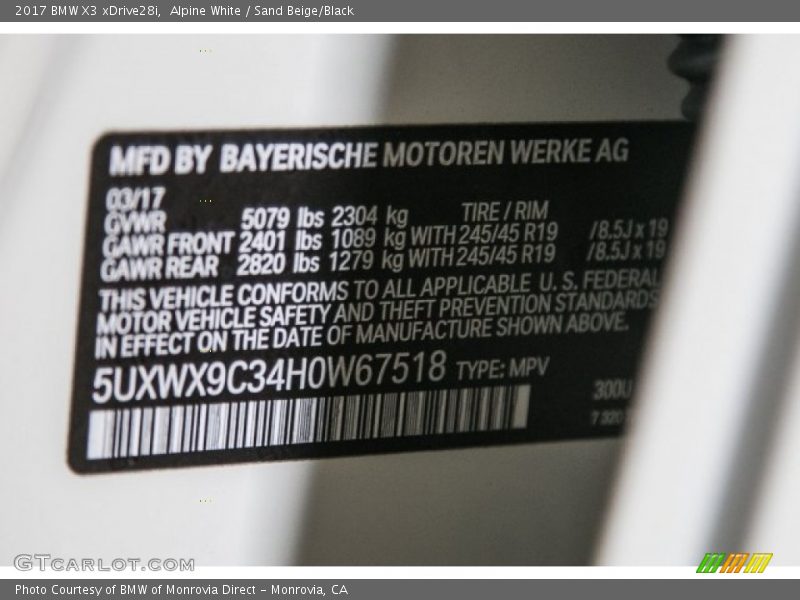 2017 BMW X3 xDrive28i, Alpine White / Sand Beige/Black
MFD BY BAYERISCHE MOTOREN WERKE AG
03/17
GVWR 5079 lbs 2304 kg TIRE / RIM
GAWR FRONT 2401 lbs 1089 kg WITH 245/45 R19 /8.5J x 19
GAWR REAR 2820 lbs 1279 kg WITH 245/45 R19 /8.5J x 19
THIS VEHICLE CONFORMS TO ALL APPLICABLE U. S. FEDERAL
MOTOR VEHICLE SAFETY AND THEFT PREVENTION STANDARDS
IN EFFECT ON THE DATE OF MANUFACTURE SHOWN ABOVE.
5UXWX9C34H0W67518 TYPE: MPV
300U
7 320
GTCARLOT.COM
Photo Courtesy of BMW of Monrovia Direct – Monrovia, CA